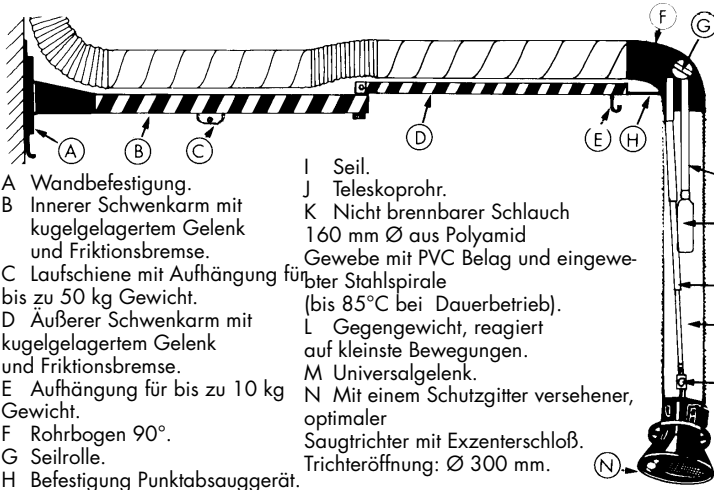 F
G
A
B
C
D
E
H
A Wandbefestigung.
B Innerer Schwenkarm mit
kugelgelagertem Gelenk
und Friktionsbremse.
C Laufschiene mit Aufhängung für
bis zu 50 kg Gewicht.
D Äußerer Schwenkarm mit
kugelgelagertem Gelenk
und Friktionsbremse.
E Aufhängung für bis zu 10 kg
Gewicht.
F Rohrbogen 90°.
G Seilrolle.
H Befestigung Punktabsauggerät.
I Seil.
J Teleskoprohr.
K Nicht brennbarer Schlauch
160 mm Ø aus Polyamid
Gewebe mit PVC Belag und eingewe-
bter Stahlspirale
(bis 85°C bei Dauerbetrieb).
L Gegengewicht, reagiert
auf kleinste Bewegungen.
M Universalgelenk.
N Mit einem Schutzgitter versehener,
optimaler
Saugtrichter mit Exzenterschloß.
Trichteröffnung: Ø 300 mm.
N